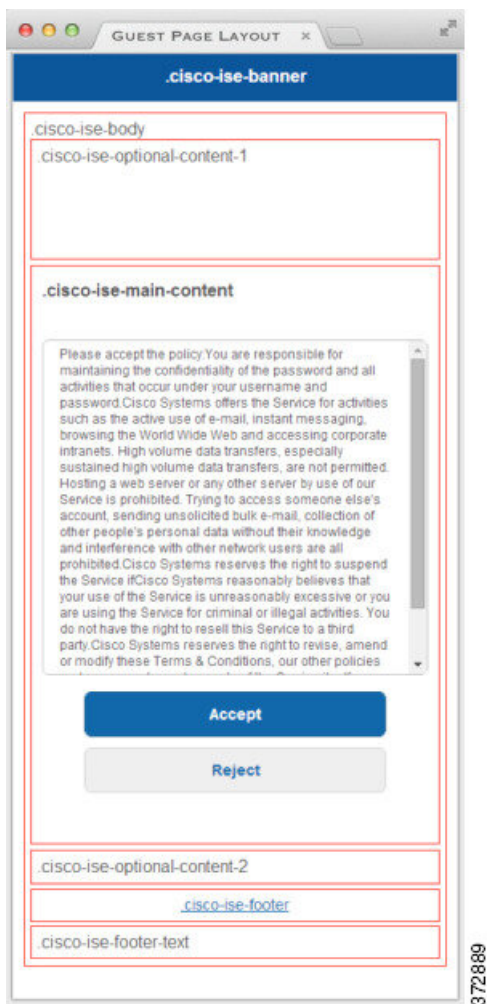 GUEST PAGE LAYOUT ×
.cisco-ise-banner
.cisco-ise-body
.cisco-ise-optional-content-1
.cisco-ise-main-content
Please accept the policy.You are responsible for
maintaining the confidentiality of the password and all
activities that occur under your username and
password.Cisco Systems offers the Service for activities
such as the active use of e-mail, instant messaging,
browsing the World Wide Web and accessing corporate
intranets. High volume data transfers, especially
sustained high volume data transfers, are not permitted.
Hosting a web server or any other server by use of our
Service is prohibited. Trying to access someone else's
account, sending unsolicited bulk e-mail, collection of
other people's personal data without their knowledge
and interference with other network users are all
prohibited.Cisco Systems reserves the right to suspend
the Service ifCisco Systems reasonably believes that
your use of the Service is unreasonably excessive or you
are using the Service for criminal or illegal activities. You
do not have the right to resell this Service to a third
party.Cisco Systems reserves the right to revise, amend
or modify these Terms & Conditions, our other policies
Accept
Reject
.cisco-ise-optional-content-2
.cisco-ise-footer
.cisco-ise-footer-text
372889